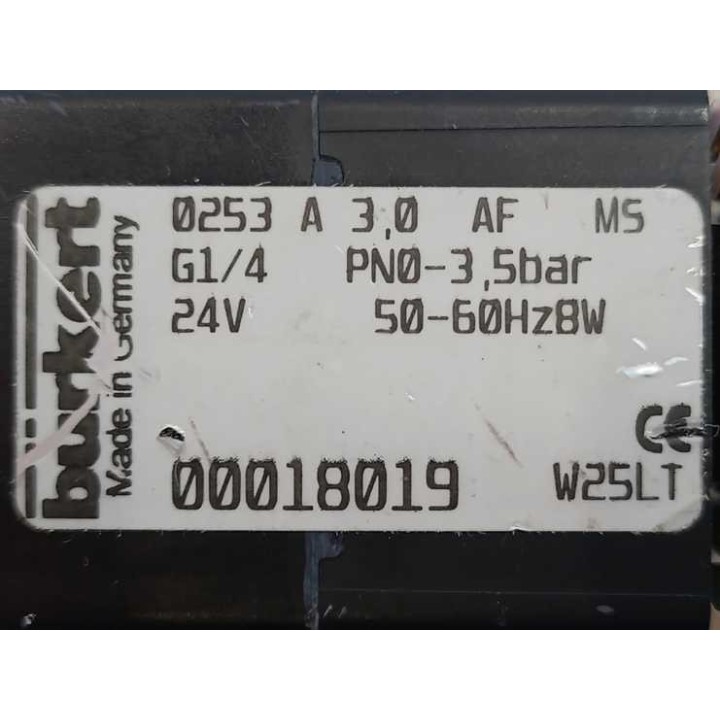 bürkert
Made in Germany
0253 A 3,0 AF MS
G1/4 PN0-3,5bar
24V 50-60Hz8W
CE
00018019 W25LT